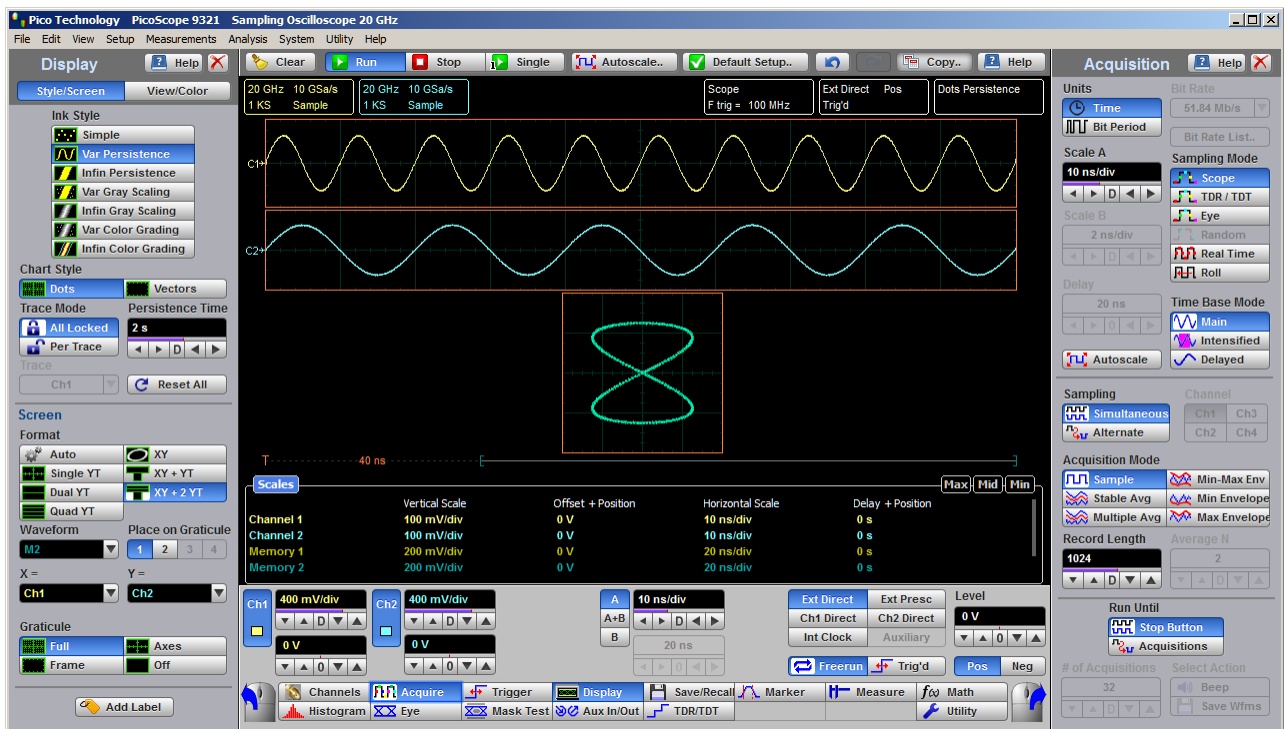 Pico Technology PicoScope 9321 Sampling Oscilloscope 20 GHz
File Edit View Setup Measurements Analysis System Utility Help
Display ? Help
Style/Screen View/Color
Ink Style
Simple
Var Persistence
Infin Persistence
Var Gray Scaling
Infin Gray Scaling
Var Color Grading
Infin Color Grading
Chart Style
Dots Vectors
Trace Mode Persistence Time
All Locked 2 s
Per Trace D
Trace
Ch1 Reset All
Screen
Format
Auto XY
Single YT XY + YT
Dual YT XY + 2 YT
Quad YT
Waveform Place on Graticule
M2 1 2 3 4
X = Y =
Ch1 Ch2
Graticule
Full Axes
Frame Off
Add Label
Clear Run Stop Single Autoscale.. Default Setup.. Copy.. ? Help
20 GHz 10 GSa/s 20 GHz 10 GSa/s Scope Ext Direct Pos Dots Persistence
1 KS Sample 1 KS Sample F trig = 100 MHz Trig'd
C1
C2
T 40 ns
Scales Max Mid Min
Vertical Scale Offset + Position Horizontal Scale Delay + Position
Channel 1 100 mV/div 0 V 10 ns/div 0 s
Channel 2 100 mV/div 0 V 10 ns/div 0 s
Memory 1 200 mV/div 0 V 20 ns/div 0 s
Memory 2 200 mV/div 0 V 20 ns/div 0 s
Ch1 400 mV/div Ch2 400 mV/div A 10 ns/div Ext Direct Ext Presc Level
D D A+B D Ch1 Direct Ch2 Direct 0 V
0 V 0 V B 20 ns Int Clock Auxiliary 0
0 0 0 Freerun Trig'd Pos Neg
Channels Acquire Trigger Display Save/Recall Marker Measure f(x) Math
Histogram Eye Mask Test Aux In/Out TDR/TDT Utility
Acquisition ? Help
Units Bit Rate
Time 51.84 Mb/s
Bit Period Bit Rate List..
Scale A Sampling Mode
10 ns/div Scope
D TDR / TDT
Scale B Eye
2 ns/div Random
D Real Time
Roll
Delay
20 ns Time Base Mode
0 Main
Intensified
Autoscale Delayed
Sampling Channel
Simultaneous Ch1 Ch3
Alternate Ch2 Ch4
Acquisition Mode
Sample Min-Max Env
Stable Avg Min Envelope
Multiple Avg Max Envelope
Record Length Average N
1024 2
D D
Run Until
Stop Button
Acquisitions
# of Acquisitions Select Action
32 Beep
D Save Wfms